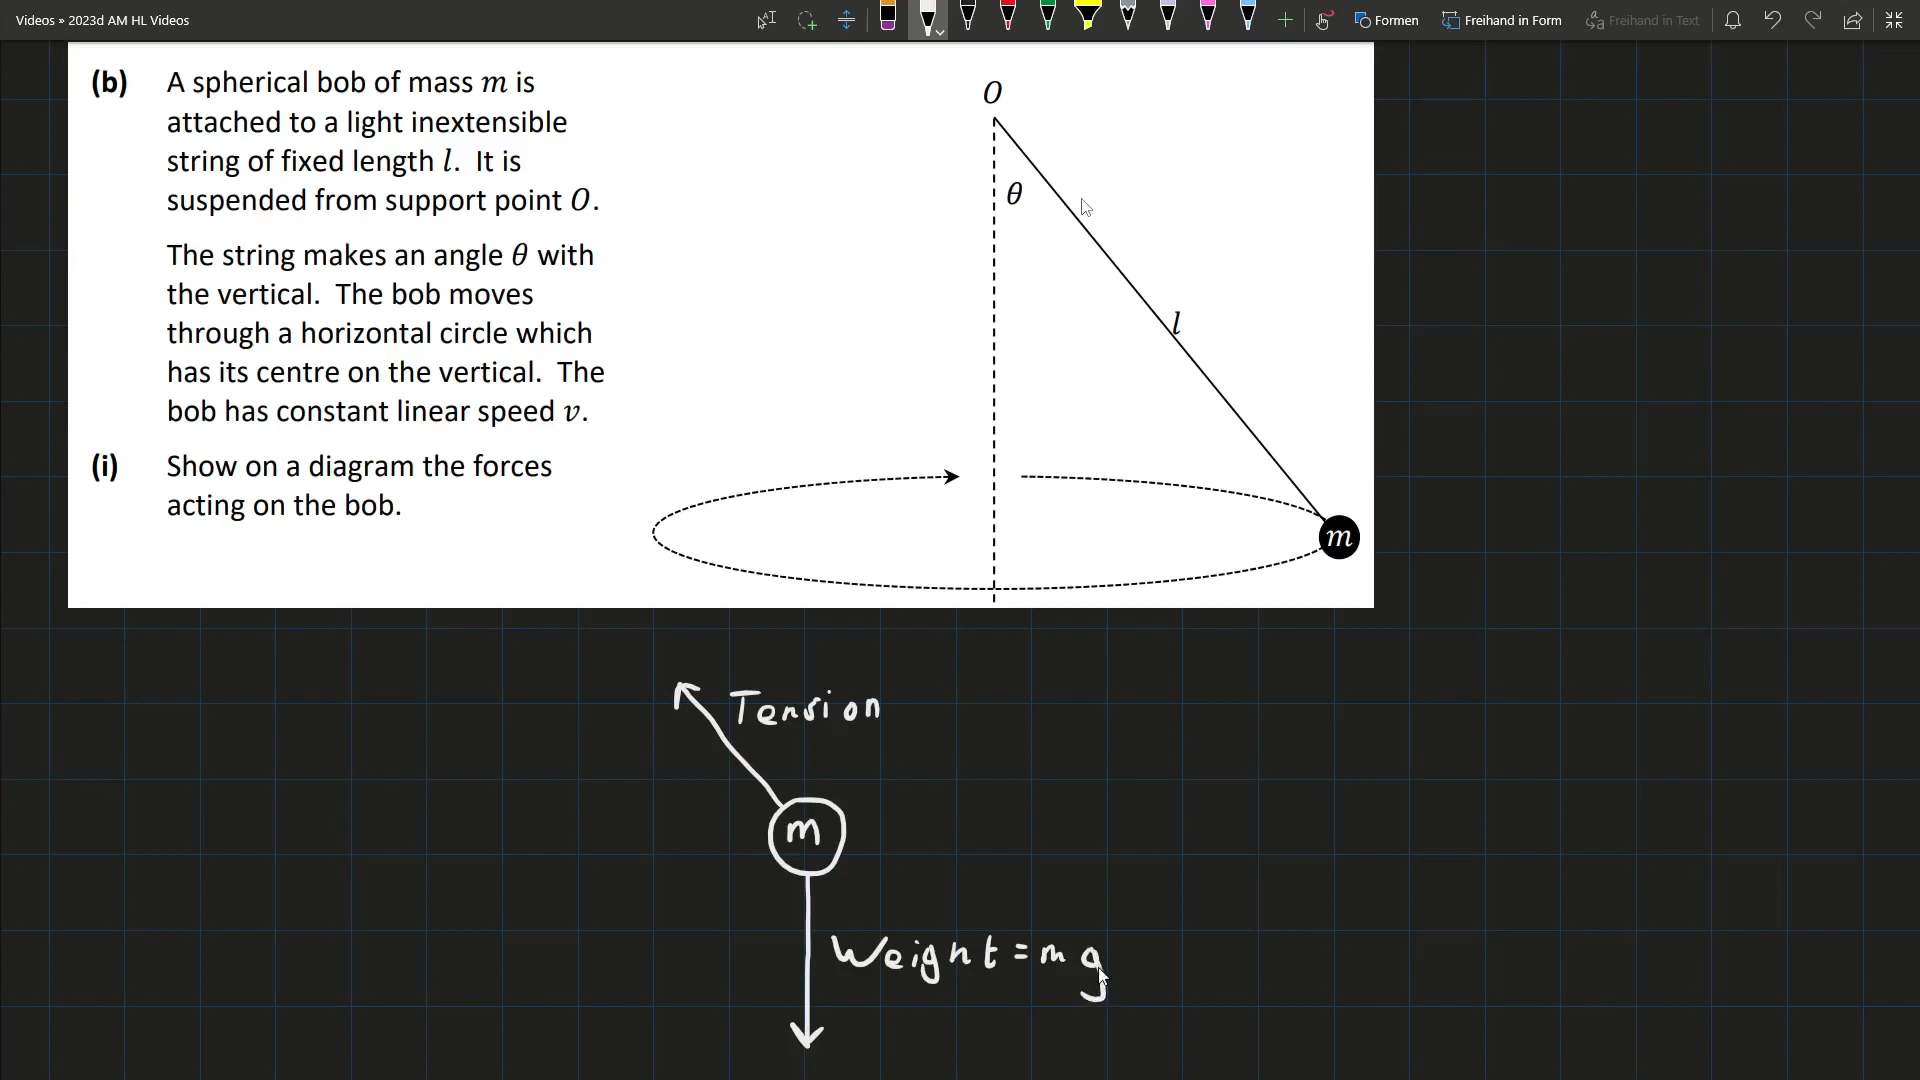 Videos » 2023d AM HL Videos
Formen
Freihand in Form
Freihand in Text
(b) A spherical bob of mass m is
attached to a light inextensible
string of fixed length l. It is
suspended from support point O.
The string makes an angle θ with
the vertical. The bob moves
through a horizontal circle which
has its centre on the vertical. The
bob has constant linear speed v.
(i) Show on a diagram the forces
acting on the bob.
O
θ
l
m
Tension
m
Weight = mg